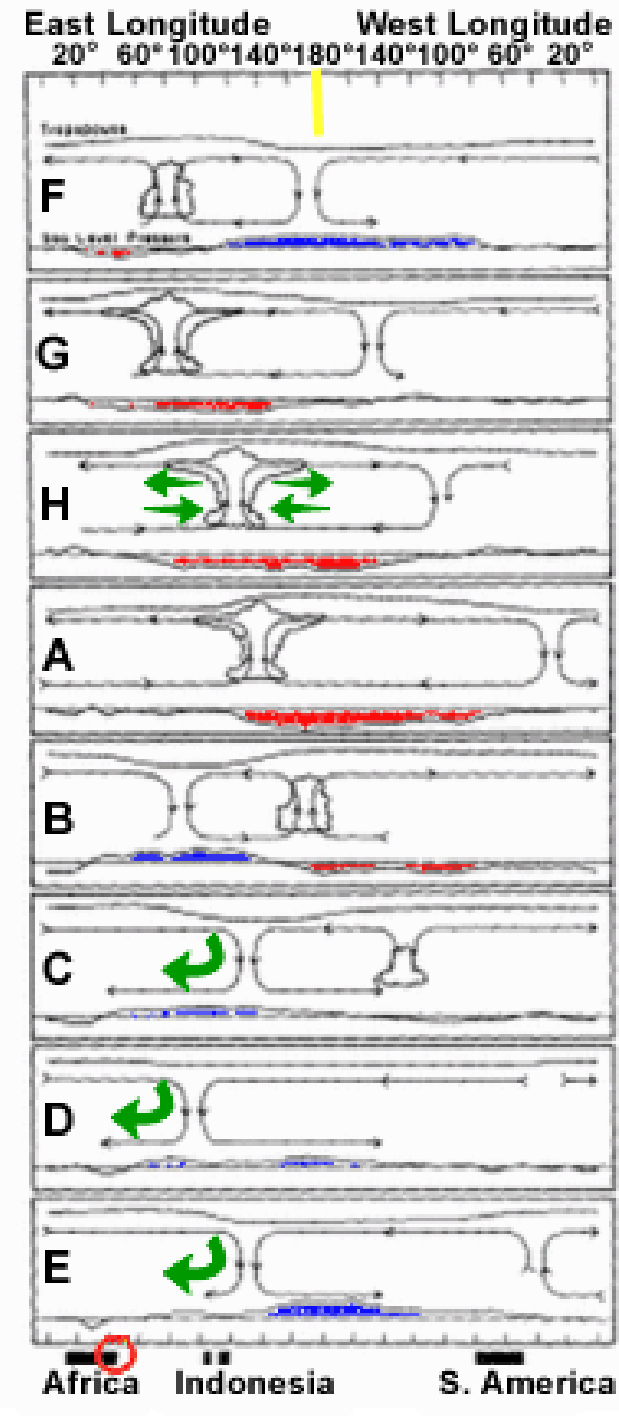 East Longitude West Longitude
20° 60° 100° 140° 180° 140° 100° 60° 20°
Tropopause
F
Sea Level Pressure
G
H
A
B
C
D
E
Africa Indonesia S. America